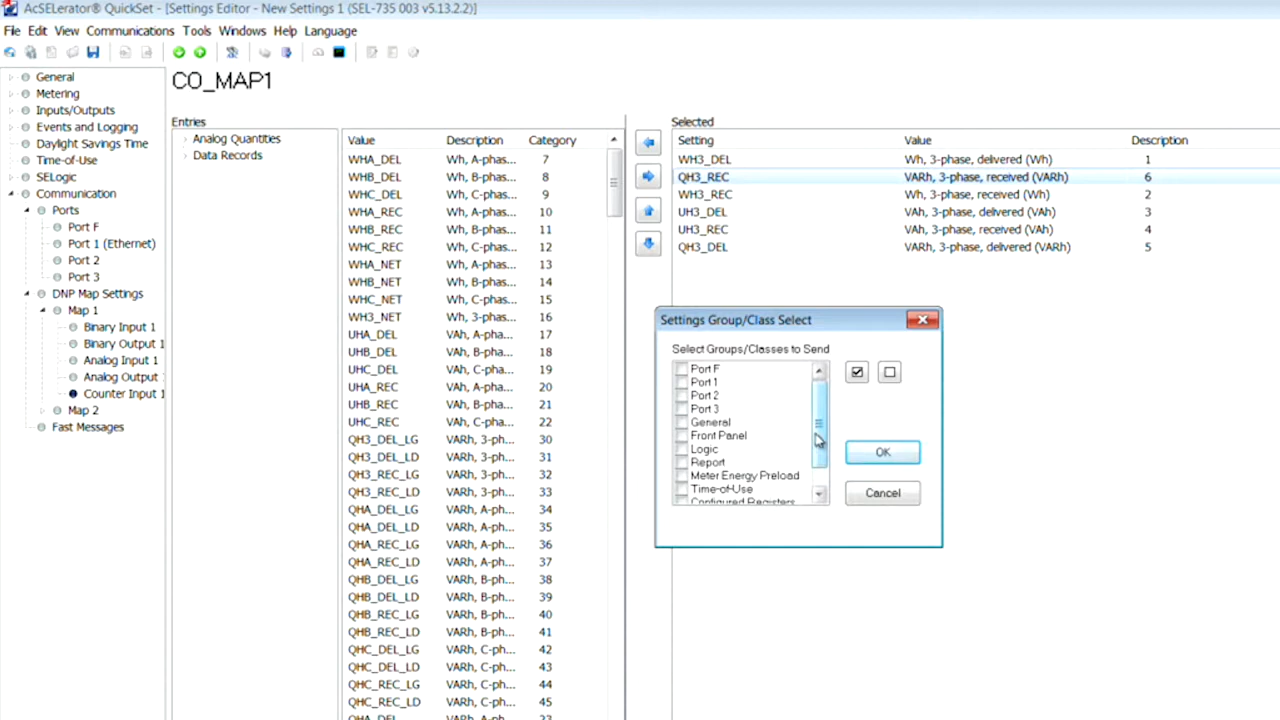 AcSELerator® QuickSet - [Settings Editor - New Settings 1 (SEL-735 003 v5.13.2.2)]
File Edit View Communications Tools Windows Help Language
General
Metering
Inputs/Outputs
Events and Logging
Daylight Savings Time
Time-of-Use
SELogic
Communication
Ports
Port F
Port 1 (Ethernet)
Port 2
Port 3
DNP Map Settings
Map 1
Binary Input 1
Binary Output 1
Analog Input 1
Analog Output
Counter Input 1
Map 2
Fast Messages
CO_MAP1
Entries
Analog Quantities
Data Records
Value Description Category
WHA_DEL Wh, A-phas... 7
WHB_DEL Wh, B-phas... 8
WHC_DEL Wh, C-phas... 9
WHA_REC Wh, A-phas... 10
WHB_REC Wh, B-phas... 11
WHC_REC Wh, C-phas... 12
WHA_NET Wh, A-phas... 13
WHB_NET Wh, B-phas... 14
WHC_NET Wh, C-phas... 15
WH3_NET Wh, 3-phas... 16
UHA_DEL VAh, A-pha... 17
UHB_DEL VAh, B-pha... 18
UHC_DEL VAh, C-pha... 19
UHA_REC VAh, A-pha... 20
UHB_REC VAh, B-pha... 21
UHC_REC VAh, C-pha... 22
QH3_DEL_LG VARh, 3-ph... 30
QH3_DEL_LD VARh, 3-ph... 31
QH3_REC_LG VARh, 3-ph... 32
QH3_REC_LD VARh, 3-ph... 33
QHA_DEL_LG VARh, A-ph... 34
QHA_DEL_LD VARh, A-ph... 35
QHA_REC_LG VARh, A-ph... 36
QHA_REC_LD VARh, A-ph... 37
QHB_DEL_LG VARh, B-ph... 38
QHB_DEL_LD VARh, B-ph... 39
QHB_REC_LG VARh, B-ph... 40
QHB_REC_LD VARh, B-ph... 41
QHC_DEL_LG VARh, C-ph... 42
QHC_DEL_LD VARh, C-ph... 43
QHC_REC_LG VARh, C-ph... 44
QHC_REC_LD VARh, C-ph... 45
QHA_DEL VARh, A-ph... 23
Selected
Setting Value Description
WH3_DEL Wh, 3-phase, delivered (Wh) 1
QH3_REC VARh, 3-phase, received (VARh) 6
WH3_REC Wh, 3-phase, received (Wh) 2
UH3_DEL VAh, 3-phase, delivered (VAh) 3
UH3_REC VAh, 3-phase, received (VAh) 4
QH3_DEL VARh, 3-phase, delivered (VARh) 5
Settings Group/Class Select
Select Groups/Classes to Send
Port F
Port 1
Port 2
Port 3
General
Front Panel
Logic
Report
Meter Energy Preload
Time-of-Use
Configured Registers
OK
Cancel